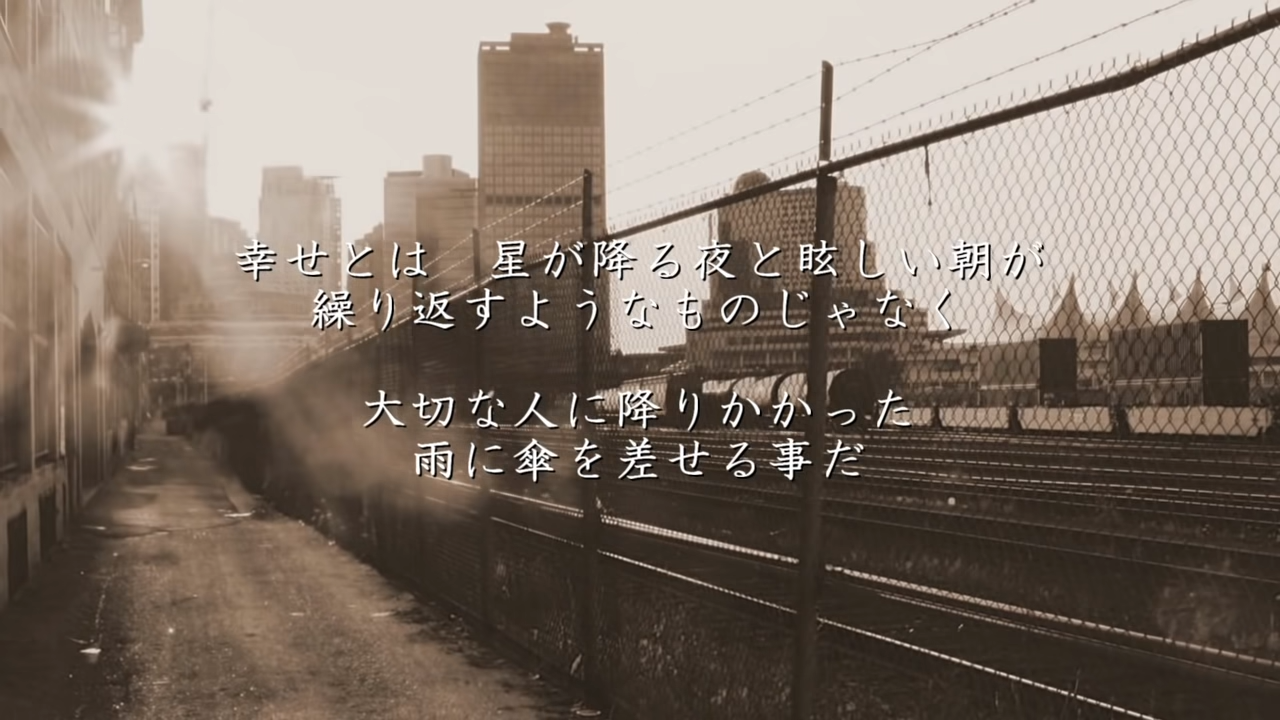 幸せとは　星が降る夜と眩しい朝が
繰り返すようなものじゃなく
大切な人に降りかかった
雨に傘を差せる事だ